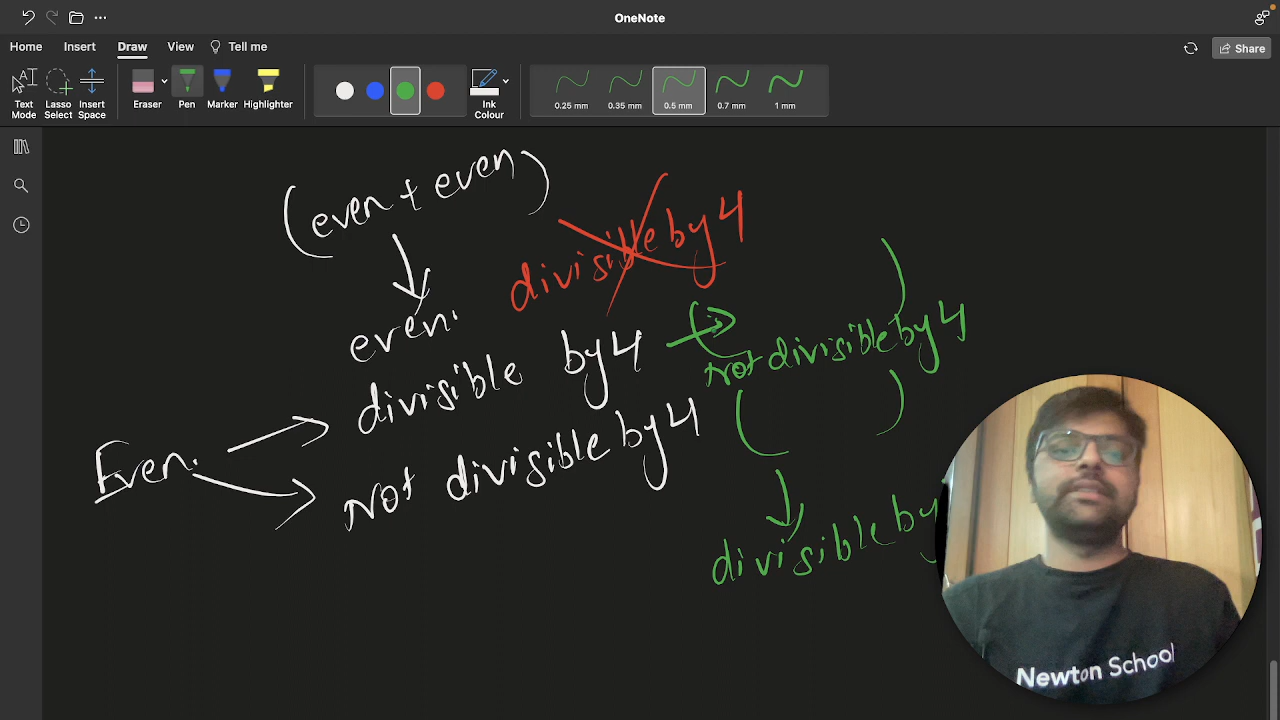 OneNote
Home Insert Draw View Tell me
Share
Text Mode
Lasso Select
Insert Space
Eraser
Pen
Marker
Highlighter
Ink Colour
0.25 mm
0.35 mm
0.5 mm
0.7 mm
1 mm
(even + even)
divisible by 4
even.
divisible by 4
Not divisible by 4
Even.
Not divisible by 4
divisible by
Newton School